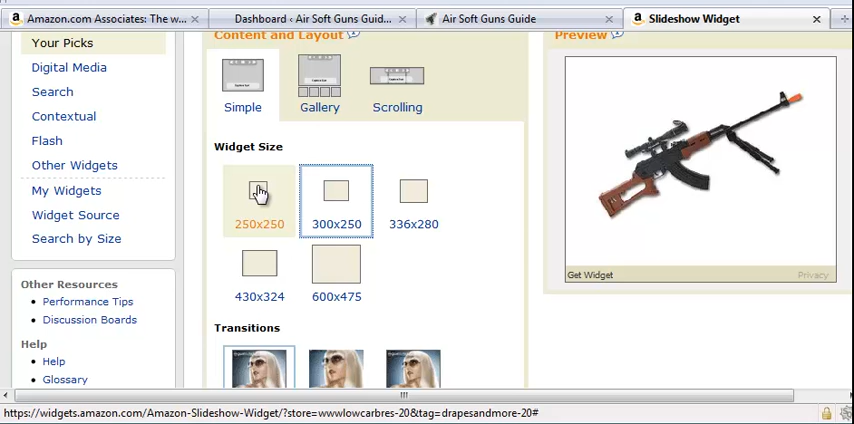 Amazon.com Associates: The w...
Dashboard ‹ Air Soft Guns Guid...
Air Soft Guns Guide
Slideshow Widget
Your Picks
Digital Media
Search
Contextual
Flash
Other Widgets
My Widgets
Widget Source
Search by Size
Other Resources
Performance Tips
Discussion Boards
Help
Help
Glossary
Content and Layout
Simple
Gallery
Scrolling
Widget Size
250x250
300x250
336x280
430x324
600x475
Transitions
Preview
Get Widget
Privacy
https://widgets.amazon.com/Amazon-Slideshow-Widget/?store=wwwlowcarbres-20&tag=drapesandmore-20#